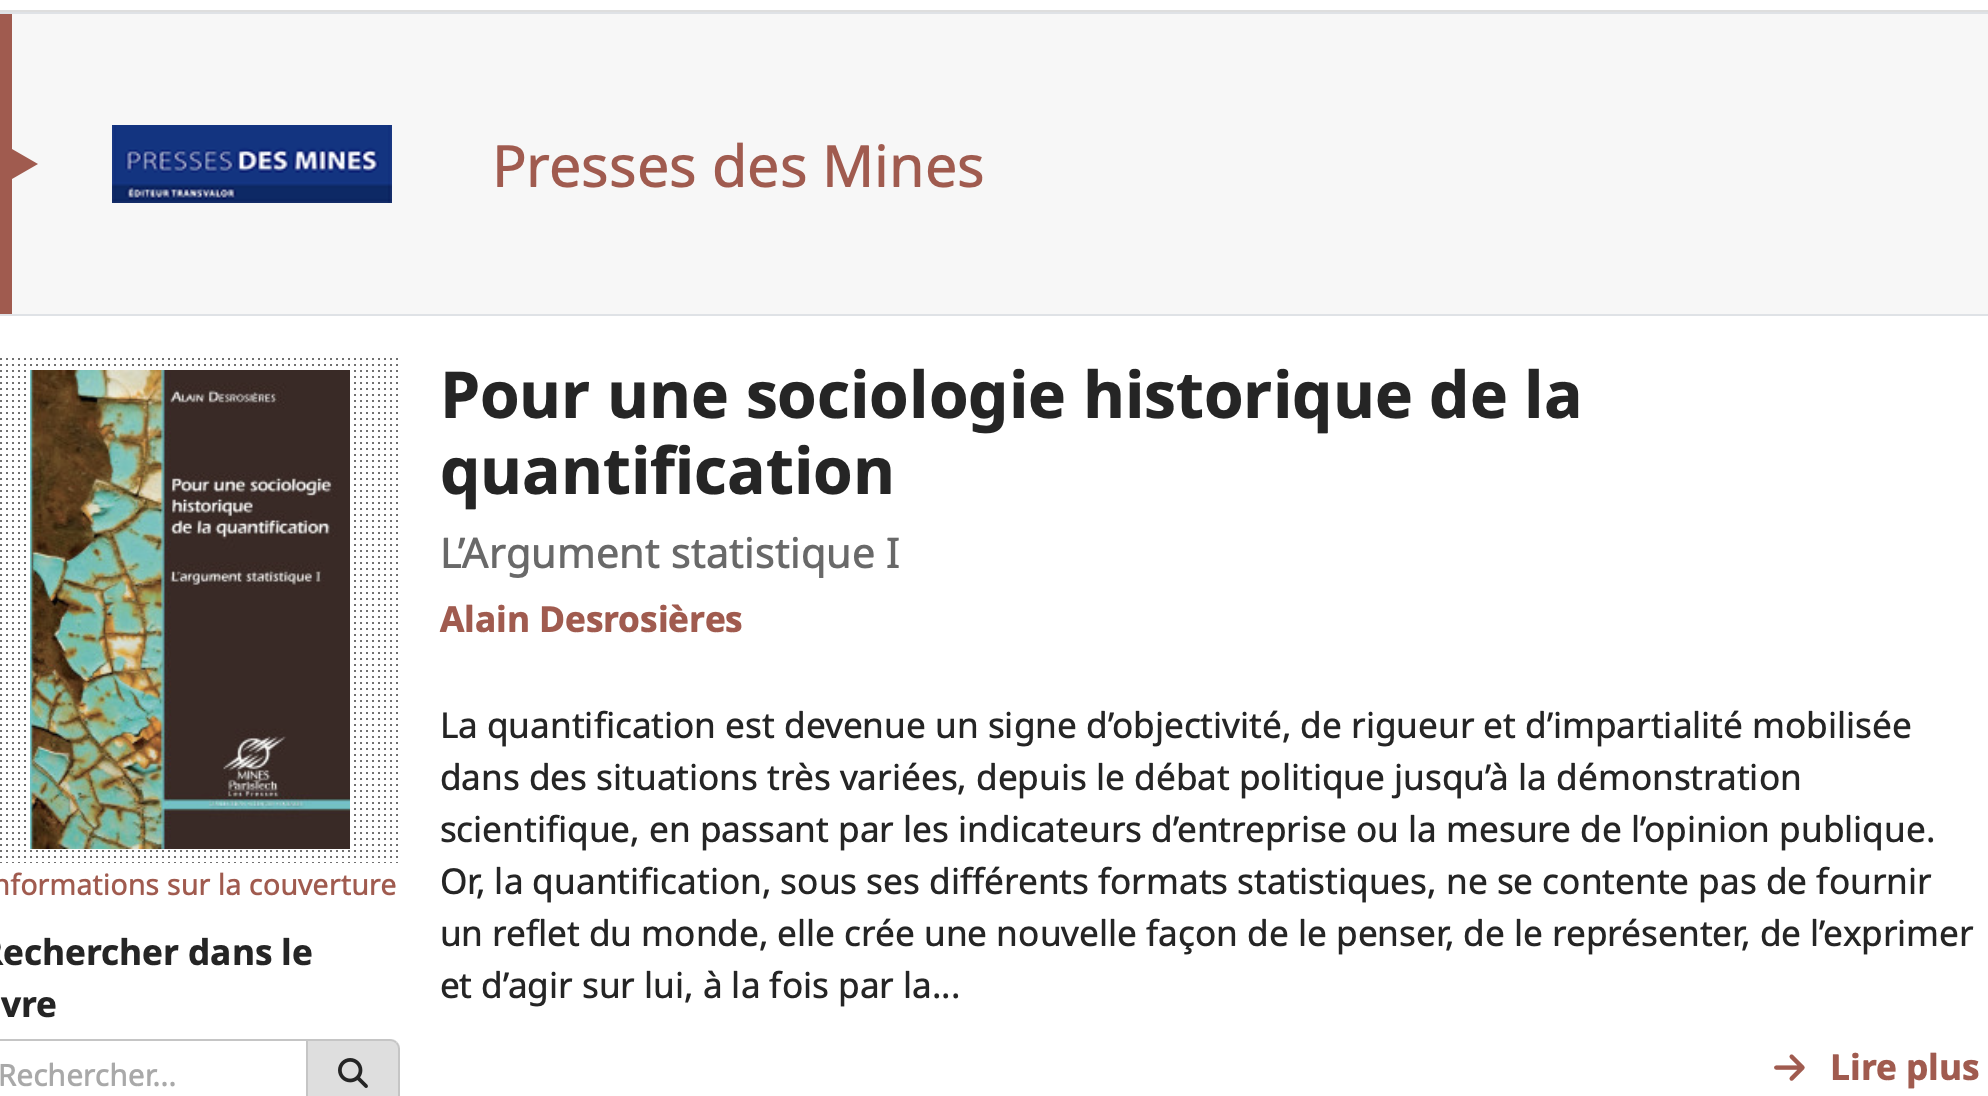 PRESSES DES MINES
ÉDITEUR TRANSVALOR
Presses des Mines
ALAIN DESROSIÈRES
Pour une sociologie
historique
de la quantification
L'argument statistique I
MINES
ParisTech
Les Presses
nformations sur la couverture
Rechercher dans le
vre
Rechercher...
Pour une sociologie historique de la
quantification
L’Argument statistique I
Alain Desrosières
La quantification est devenue un signe d’objectivité, de rigueur et d’impartialité mobilisée
dans des situations très variées, depuis le débat politique jusqu’à la démonstration
scientifique, en passant par les indicateurs d’entreprise ou la mesure de l’opinion publique.
Or, la quantification, sous ses différents formats statistiques, ne se contente pas de fournir
un reflet du monde, elle crée une nouvelle façon de le penser, de le représenter, de l’exprimer
et d’agir sur lui, à la fois par la...
Lire plus